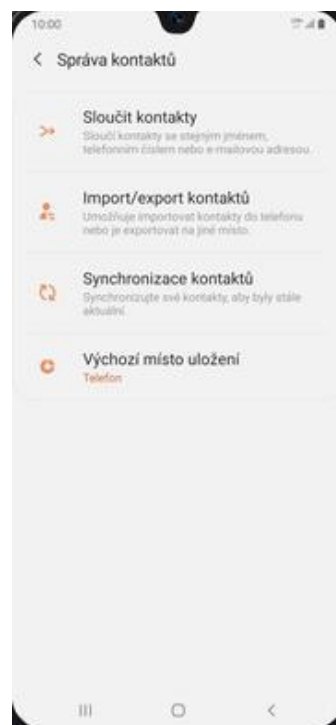 10:00
Správa kontaktů
Sloučit kontakty
Sloučí kontakty se stejným jménem,
telefonním číslem nebo e-mailovou adresou.
Import/export kontaktů
Umožňuje importovat kontakty do telefonu
nebo je exportovat na jiné místo.
Synchronizace kontaktů
Synchronizujte své kontakty, aby byly stále
aktuální.
Výchozí místo uložení
Telefon